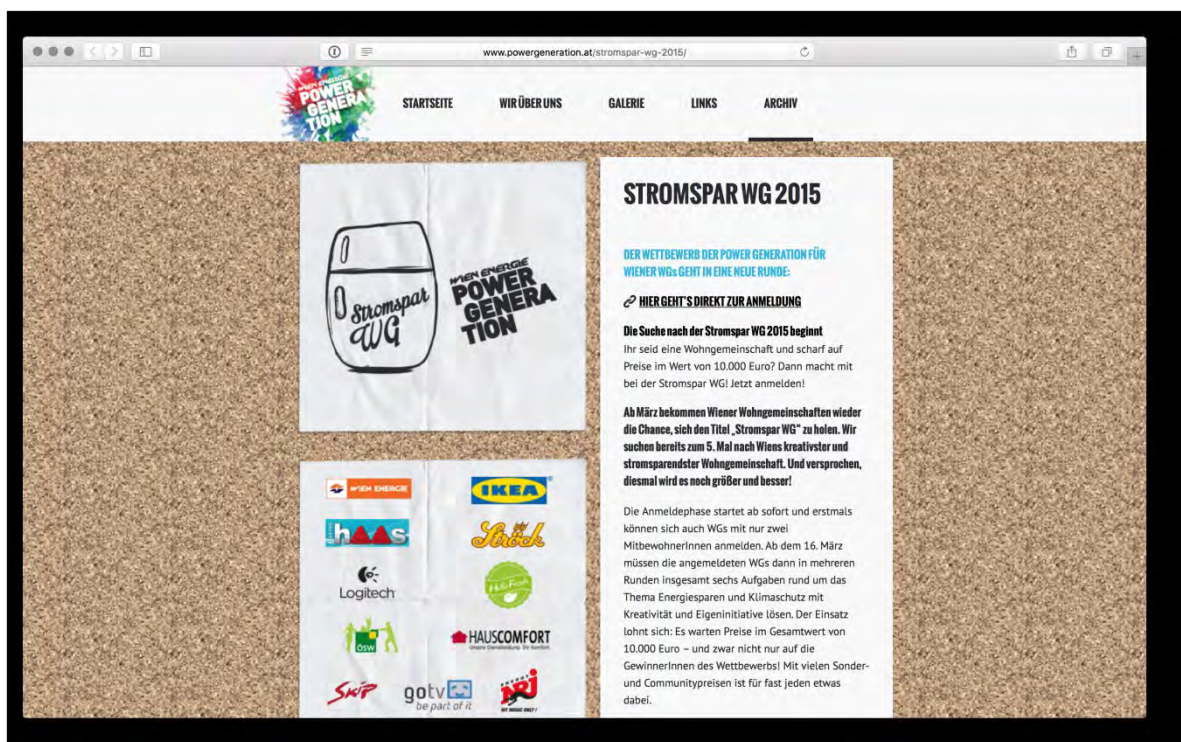 www.powergeneration.at/stromspar-wg-2015/
WIEN ENERGIE
POWER
GENERA
TION
STARTSEITE WIR ÜBER UNS GALERIE LINKS ARCHIV
Stromspar
WG
WIEN ENERGIE
POWER
GENERA
TION
WIEN ENERGIE
IKEA
haas
Ströck
Logitech
HelloFresh
ÖSW
HAUSCOMFORT
SKIP
gotv
be part of it
ENERGY
NRJ
HIT MUSIC ONLY!
STROMSPAR WG 2015
DER WETTBEWERB DER POWER GENERATION FÜR
WIENER WGs GEHT IN EINE NEUE RUNDE:
HIER GEHT'S DIREKT ZUR ANMELDUNG
Die Suche nach der Stromspar WG 2015 beginnt
Ihr seid eine Wohngemeinschaft und scharf auf
Preise im Wert von 10.000 Euro? Dann macht mit
bei der Stromspar WG! Jetzt anmelden!
Ab März bekommen Wiener Wohngemeinschaften wieder
die Chance, sich den Titel „Stromspar WG" zu holen. Wir
suchen bereits zum 5. Mal nach Wiens kreativster und
stromsparendster Wohngemeinschaft. Und versprochen,
diesmal wird es noch größer und besser!
Die Anmeldephase startet ab sofort und erstmals
können sich auch WGs mit nur zwei
MitbewohnerInnen anmelden. Ab dem 16. März
müssen die angemeldeten WGs dann in mehreren
Runden insgesamt sechs Aufgaben rund um das
Thema Energiesparen und Klimaschutz mit
Kreativität und Eigeninitiative lösen. Der Einsatz
lohnt sich: Es warten Preise im Gesamtwert von
10.000 Euro – und zwar nicht nur auf die
GewinnerInnen des Wettbewerbs! Mit vielen Sonder-
und Communitypreisen ist für fast jeden etwas
dabei.